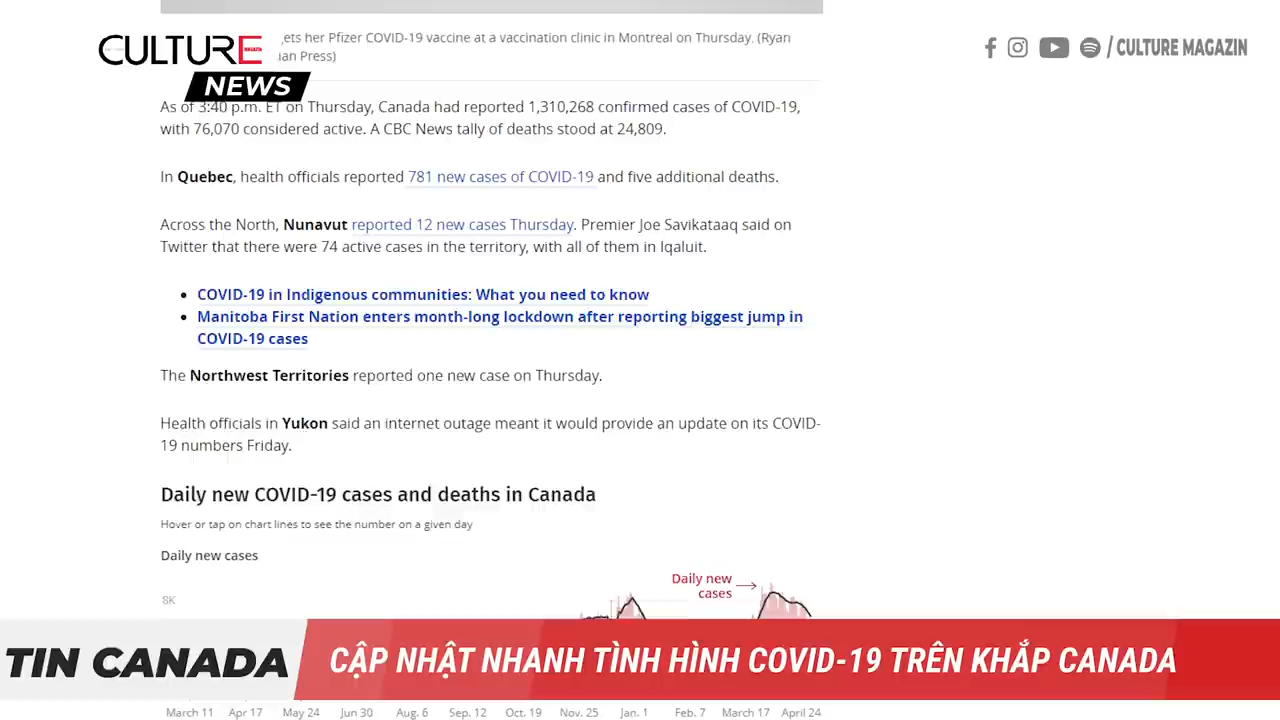 CULTURE
MAGAZIN
NEWS
/ CULTURE MAGAZIN
ets her Pfizer COVID-19 vaccine at a vaccination clinic in Montreal on Thursday. (Ryan
Press)
As of 3:40 p.m. ET on Thursday, Canada had reported 1,310,268 confirmed cases of COVID-19,
with 76,070 considered active. A CBC News tally of deaths stood at 24,809.
In Quebec, health officials reported 781 new cases of COVID-19 and five additional deaths.
Across the North, Nunavut reported 12 new cases Thursday. Premier Joe Savikataaq said on
Twitter that there were 74 active cases in the territory, with all of them in Iqaluit.
• COVID-19 in Indigenous communities: What you need to know
• Manitoba First Nation enters month-long lockdown after reporting biggest jump in
COVID-19 cases
The Northwest Territories reported one new case on Thursday.
Health officials in Yukon said an internet outage meant it would provide an update on its COVID-
19 numbers Friday.
Daily new COVID-19 cases and deaths in Canada
Hover or tap on chart lines to see the number on a given day
Daily new cases
Daily new
cases
8K
TIN CANADA
CẬP NHẬT NHANH TÌNH HÌNH COVID-19 TRÊN KHẮP CANADA
March 11 Apr 17 May 24 Jun 30 Aug. 6 Sep. 12 Oct. 19 Nov. 25 Jan. 1 Feb. 7 March 17 April 24